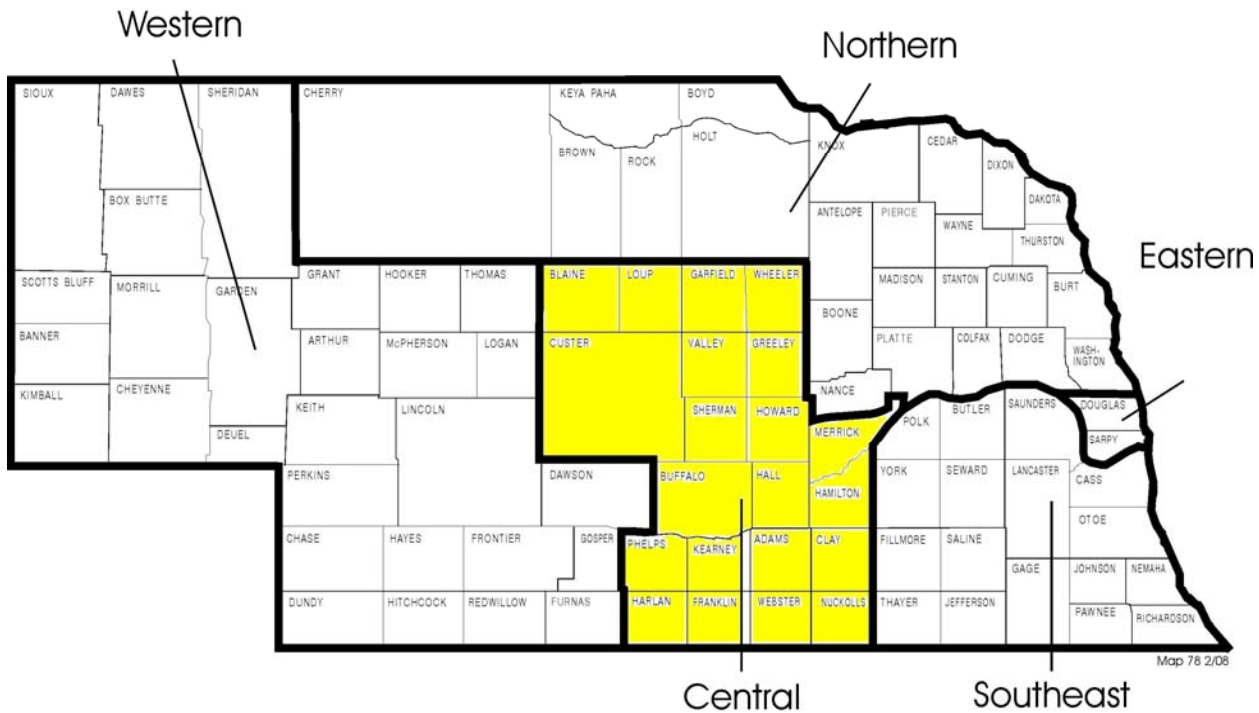 Western
Northern
SIOUX
DAWES
SHERIDAN
CHERRY
KEYA PAHA
BOYD
HOLT
BROWN
ROCK
KNOX
CEDAR
DIXON
DAKOTA
BOX BUTTE
ANTELOPE
PIERCE
WAYNE
THURSTON
Eastern
SCOTTS BLUFF
MORRILL
GARDEN
GRANT
HOOKER
THOMAS
BLAINE
LOUP
GARFIELD
WHEELER
MADISON
STANTON
CUMING
BURT
BOONE
BANNER
ARTHUR
McPHERSON
LOGAN
CUSTER
VALLEY
GREELEY
PLATTE
COLFAX
DODGE
WASH-
INGTON
KIMBALL
CHEYENNE
KEITH
LINCOLN
SHERMAN
HOWARD
NANCE
MERRICK
POLK
BUTLER
SAUNDERS
DOUGLAS
SARPY
DEUEL
PERKINS
DAWSON
BUFFALO
HALL
HAMILTON
YORK
SEWARD
LANCASTER
CASS
OTOE
CHASE
HAYES
FRONTIER
GOSPER
PHELPS
KEARNEY
ADAMS
CLAY
FILLMORE
SALINE
GAGE
JOHNSON
NEMAHA
DUNDY
HITCHCOCK
REDWILLOW
FURNAS
HARLAN
FRANKLIN
WEBSTER
NUCKOLLS
THAYER
JEFFERSON
PAWNEE
RICHARDSON
Map 78 2/08
Central
Southeast